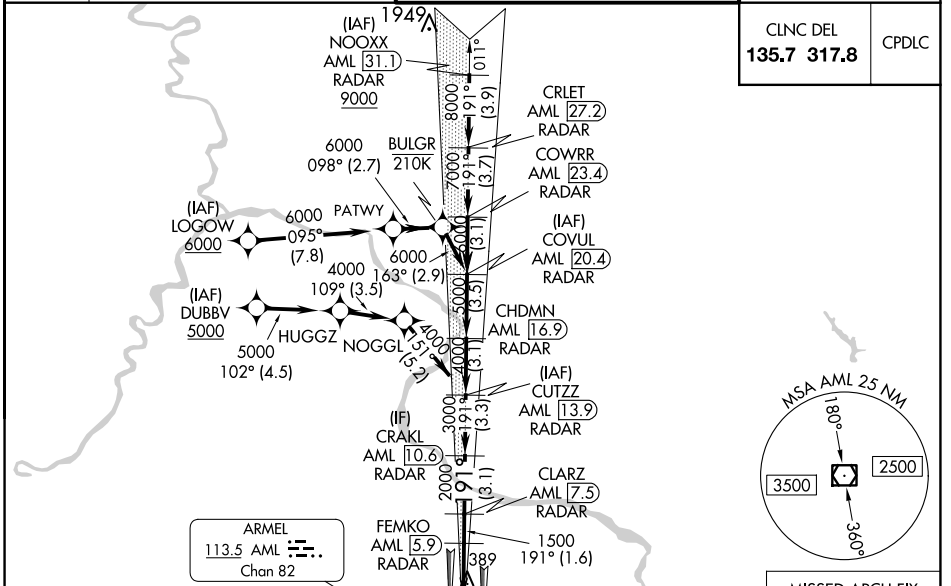 1949
CLNC DEL
135.7 317.8
CPDLC
(IAF)
NOOXX
AML 31.1
RADAR
9000
011°
8000
191°
(3.9)
CRLET
AML 27.2
RADAR
6000
098° (2.7)
BULGR
210K
7000
191°
(3.7)
COWRR
AML 23.4
RADAR
(IAF)
LOGOW
6000
6000
095°
(7.8)
PATWY
6000
(3.1)
(IAF)
COVUL
AML 20.4
RADAR
6000
163° (2.9)
4000
109° (3.5)
(IAF)
DUBBV
5000
5000
102° (4.5)
HUGGZ
NOGGL
4000
151°
(5.2)
5000
(3.5)
CHDMN
AML 16.9
RADAR
4000
(3.1)
(IAF)
CUTZZ
AML 13.9
RADAR
3000
191°
(3.3)
(IF)
CRAKL
AML 10.6
RADAR
2000
191°
(3.1)
CLARZ
AML 7.5
RADAR
FEMKO
AML 5.9
RADAR
1500
191° (1.6)
389
ARMEL
113.5 AML
Chan 82
MSA AML 25 NM
180°
3500
2500
360°
MISSED APCH FIX